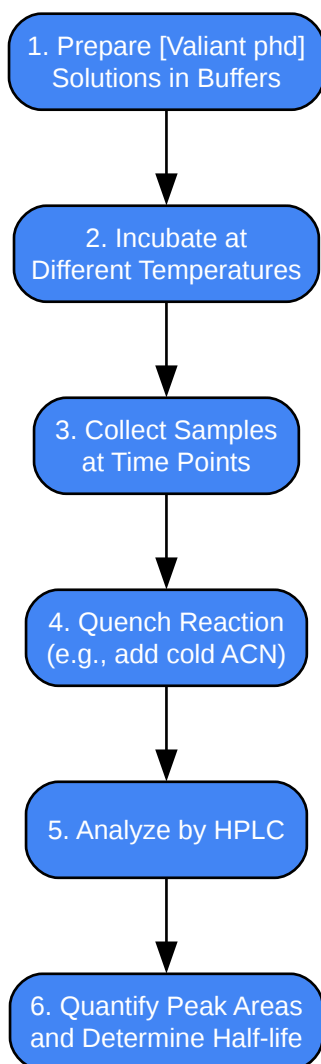 1. Prepare [Valiant phd]
Solutions in Buffers
2. Incubate at
Different Temperatures
3. Collect Samples
at Time Points
4. Quench Reaction
(e.g., add cold ACN)
5. Analyze by HPLC
6. Quantify Peak Areas
and Determine Half-life